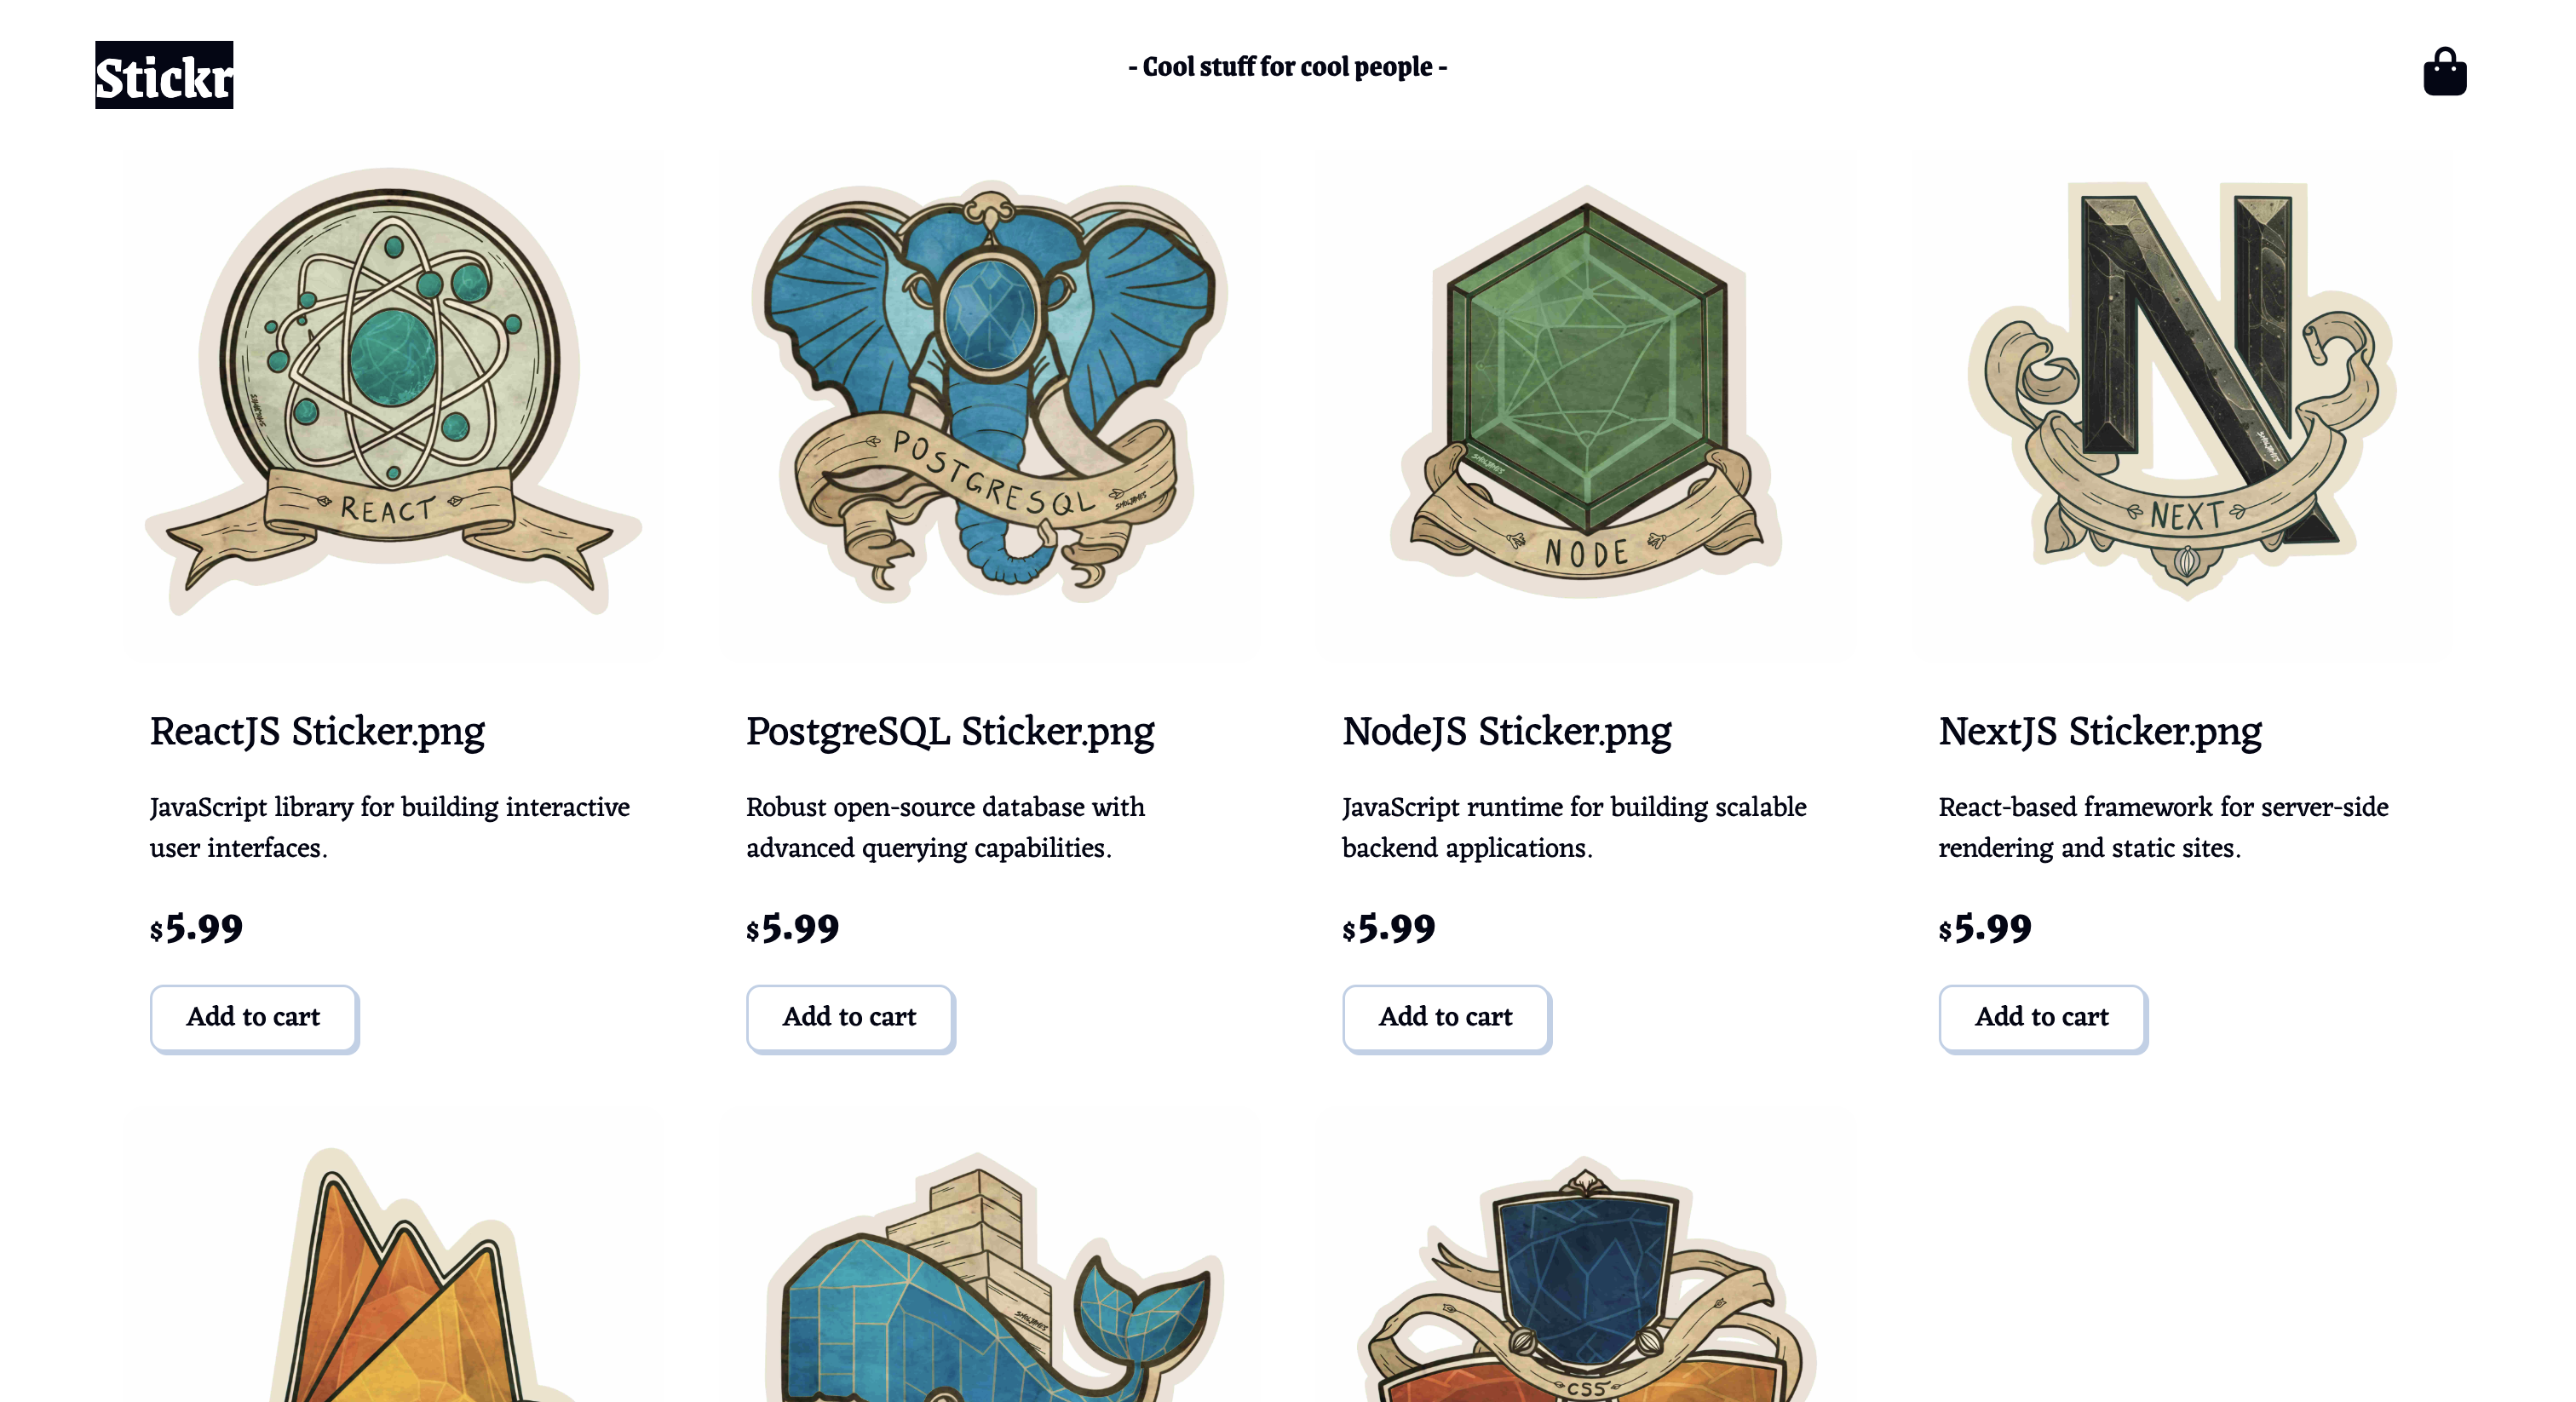 Stickr
- Cool stuff for cool people -
REACT
POSTGRESQL
NODE
NEXT
ReactJS Sticker.png
JavaScript library for building interactive
user interfaces.
$5.99
Add to cart
PostgreSQL Sticker.png
Robust open-source database with
advanced querying capabilities.
$5.99
Add to cart
NodeJS Sticker.png
JavaScript runtime for building scalable
backend applications.
$5.99
Add to cart
NextJS Sticker.png
React-based framework for server-side
rendering and static sites.
$5.99
Add to cart
CSS